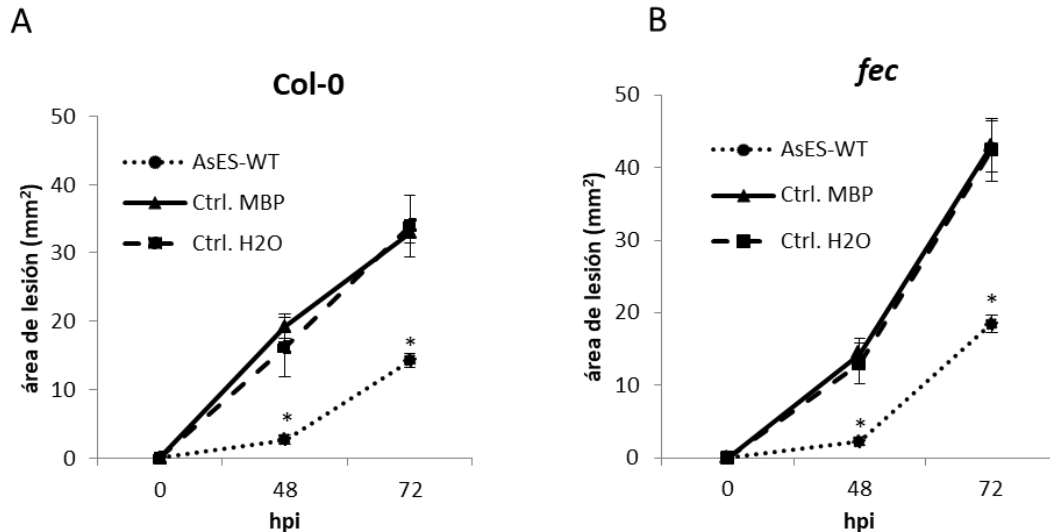 A
Col-0
50
40
30
20
10
0
área de lesión (mm²)
AsES-WT
Ctrl. MBP
Ctrl. H2O
*
*
0 48 72
hpi
B
fec
50
40
30
20
10
0
área de lesión (mm²)
AsES-WT
Ctrl. MBP
Ctrl. H2O
*
*
0 48 72
hpi